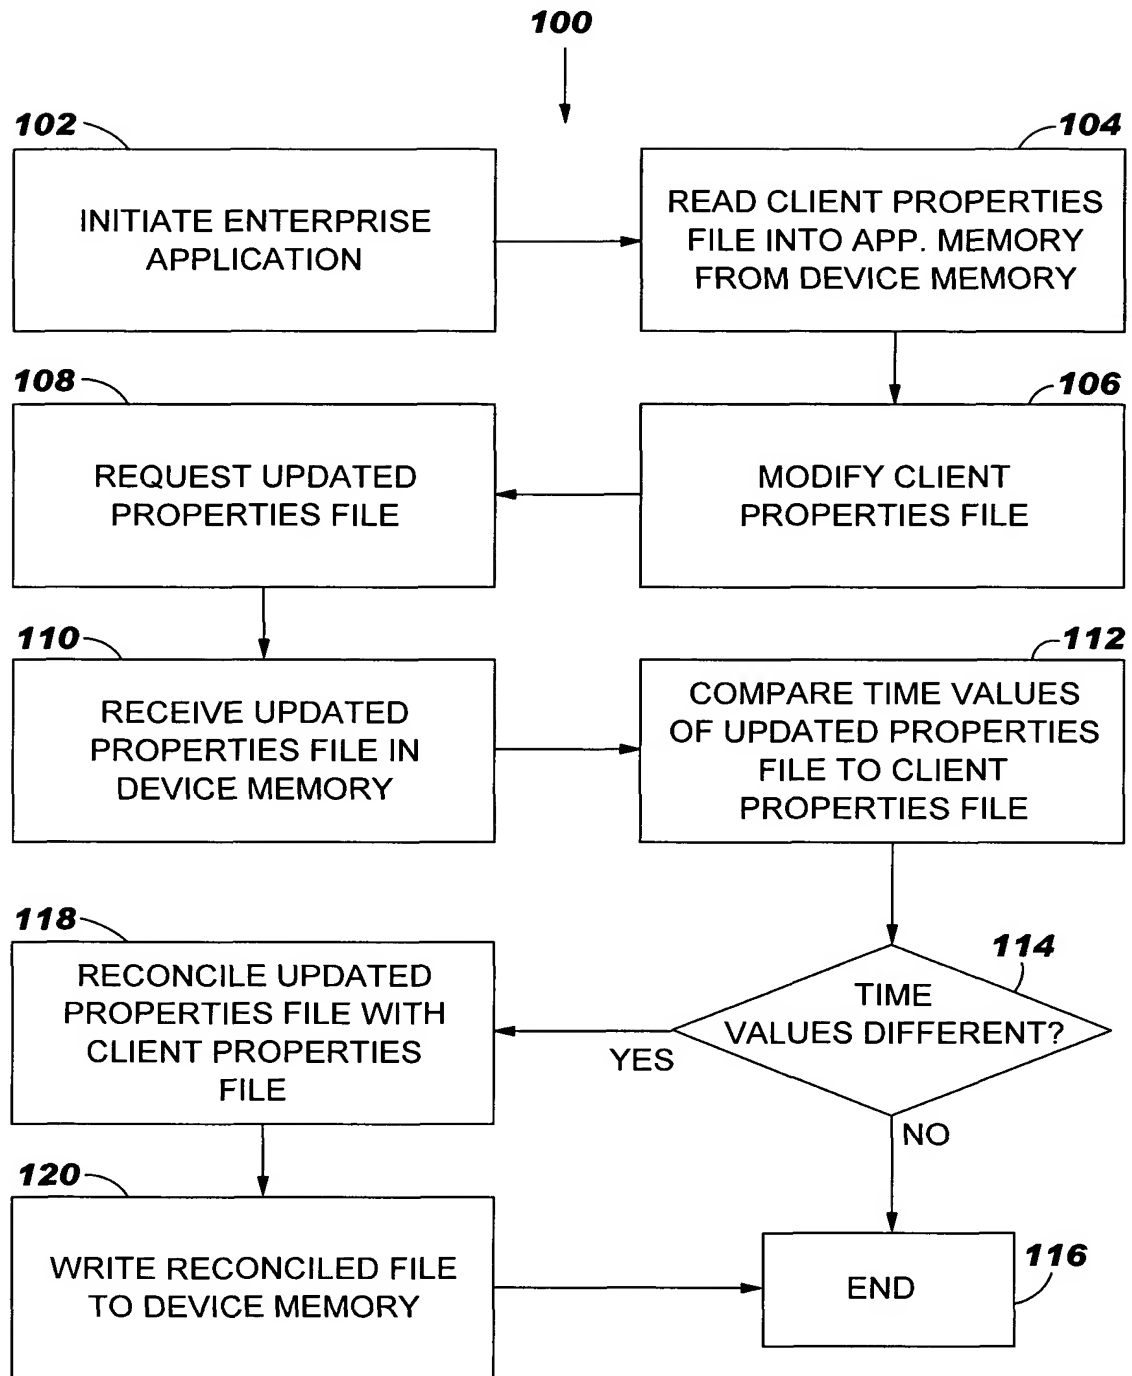 100
102
INITIATE ENTERPRISE
APPLICATION
104
READ CLIENT PROPERTIES
FILE INTO APP. MEMORY
FROM DEVICE MEMORY
106
MODIFY CLIENT
PROPERTIES FILE
108
REQUEST UPDATED
PROPERTIES FILE
110
RECEIVE UPDATED
PROPERTIES FILE IN
DEVICE MEMORY
112
COMPARE TIME VALUES
OF UPDATED PROPERTIES
FILE TO CLIENT
PROPERTIES FILE
114
TIME
VALUES DIFFERENT?
YES
NO
118
RECONCILE UPDATED
PROPERTIES FILE WITH
CLIENT PROPERTIES
FILE
120
WRITE RECONCILED FILE
TO DEVICE MEMORY
116
END